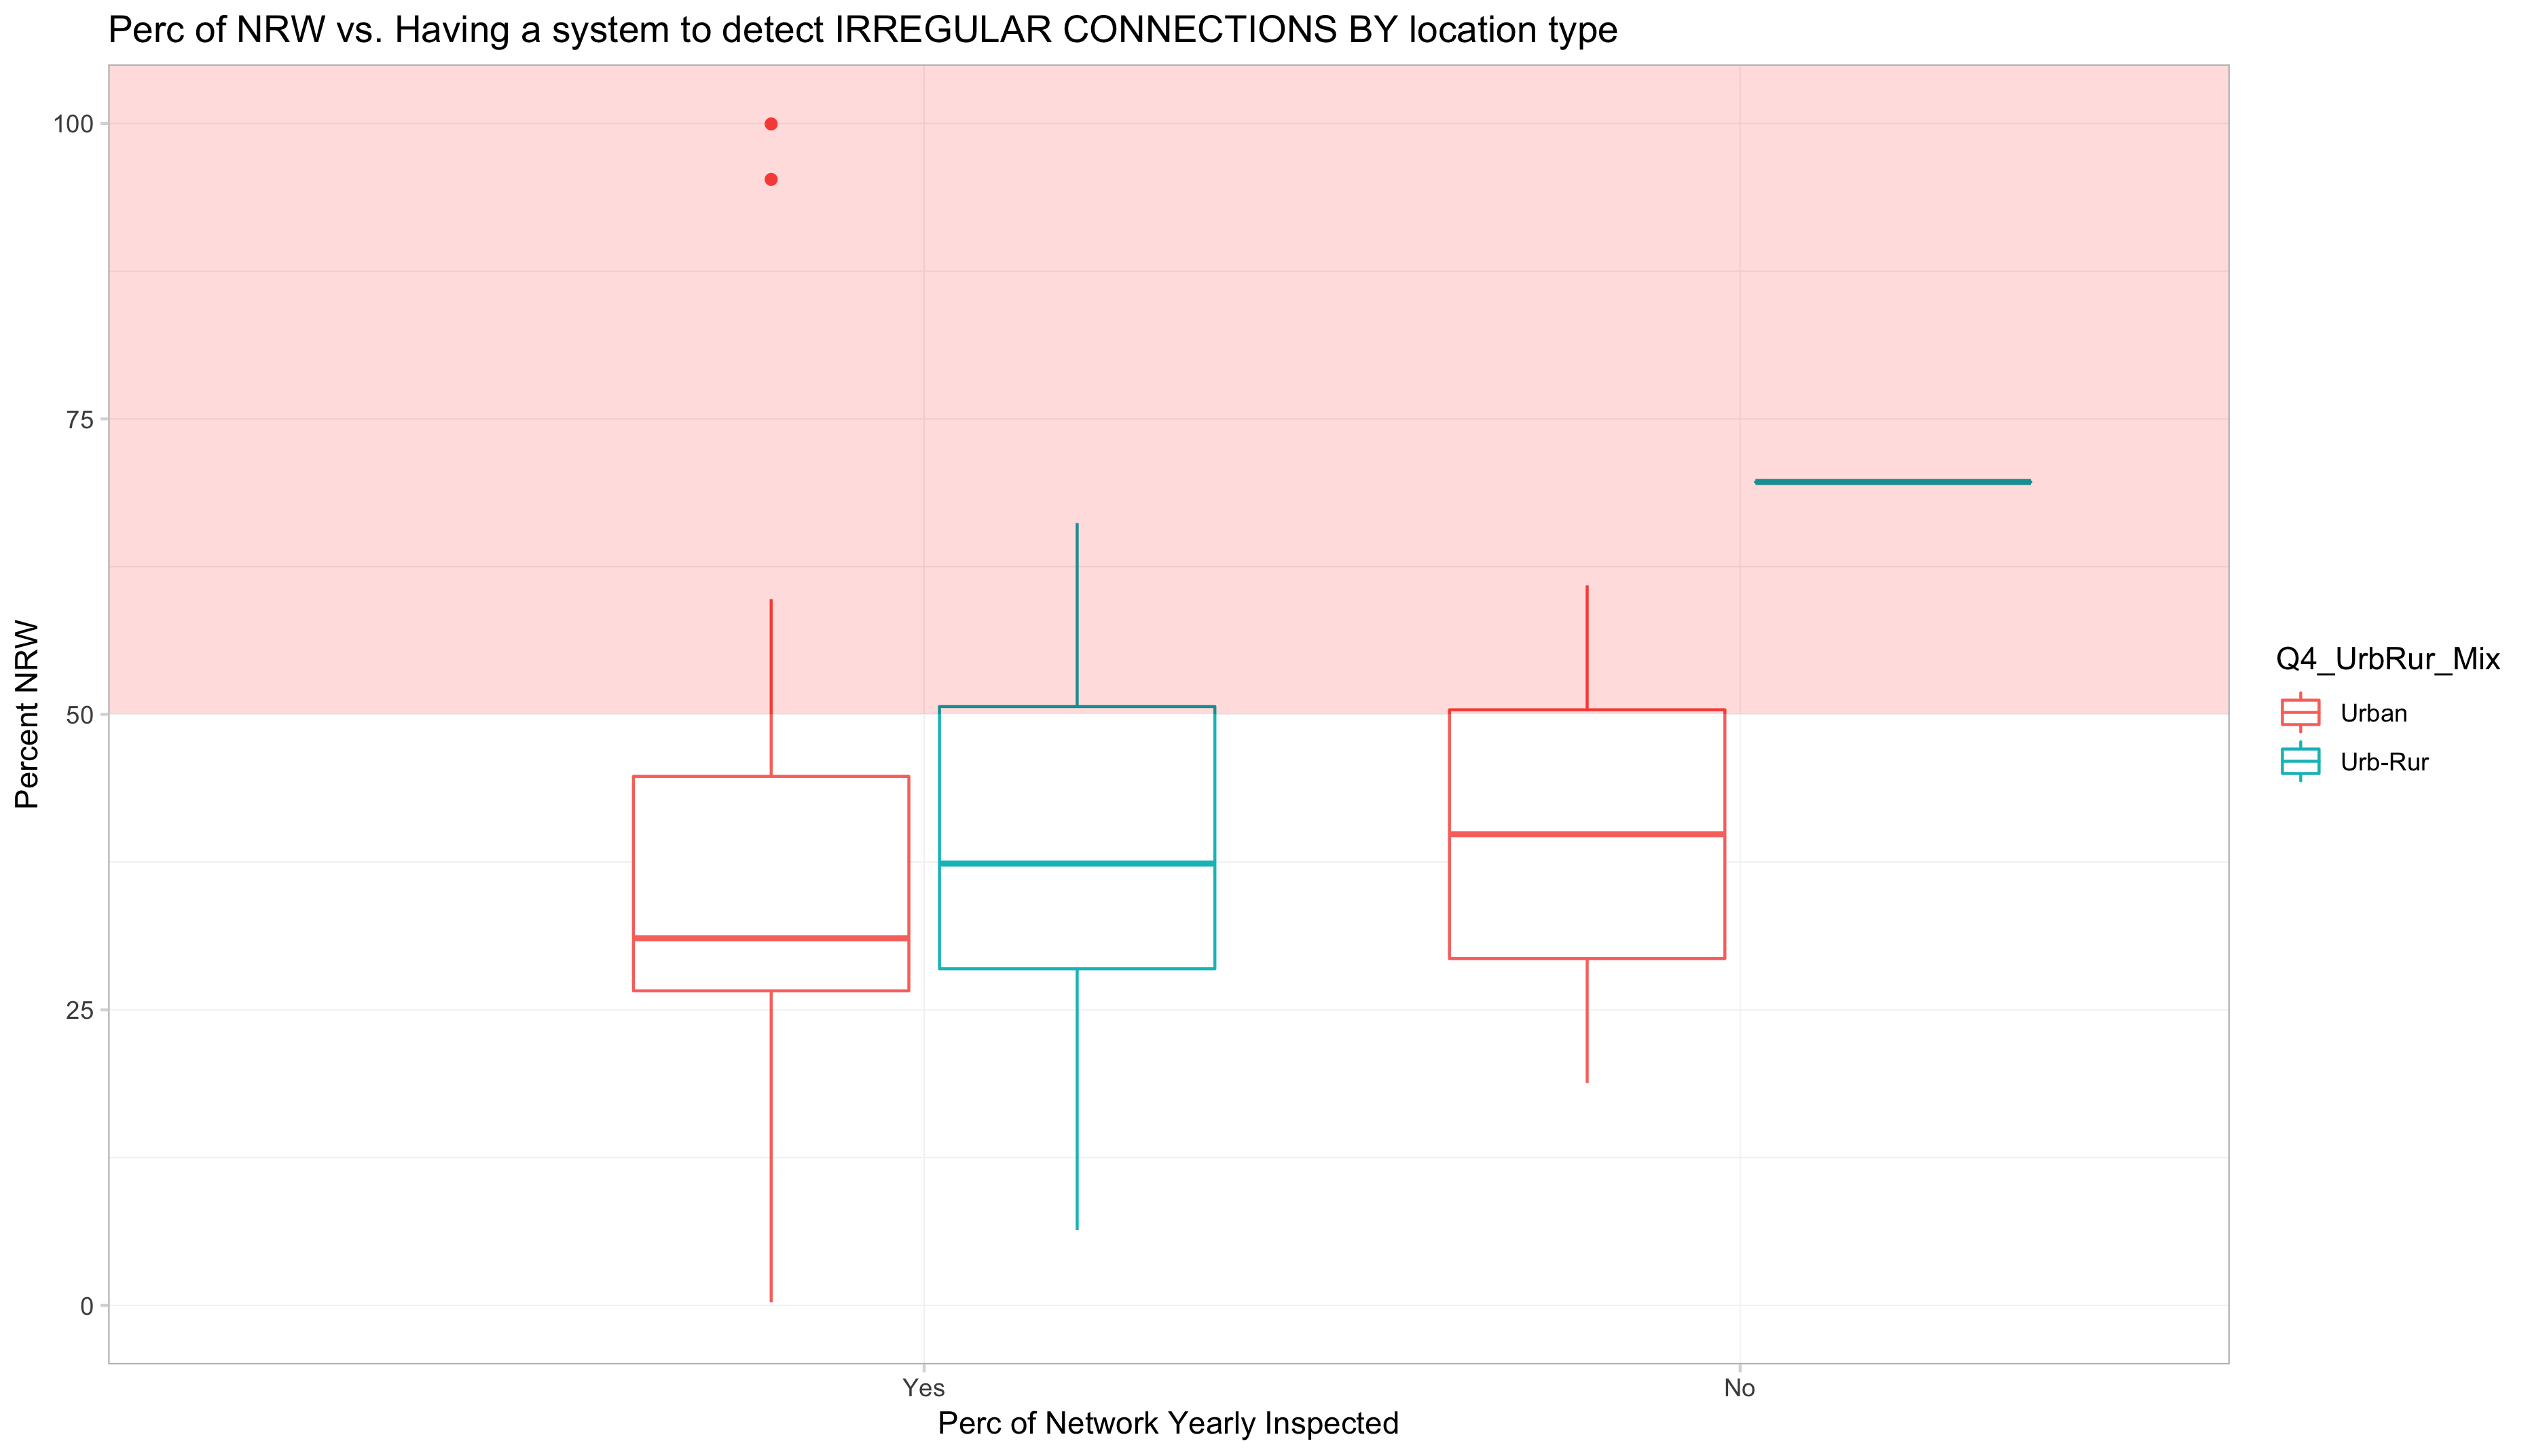 Perc of NRW vs. Having a system to detect IRREGULAR CONNECTIONS BY location type
Percent NRW
100
75
50
25
0
Yes
No
Perc of Network Yearly Inspected
Q4_UrbRur_Mix
Urban
Urb-Rur